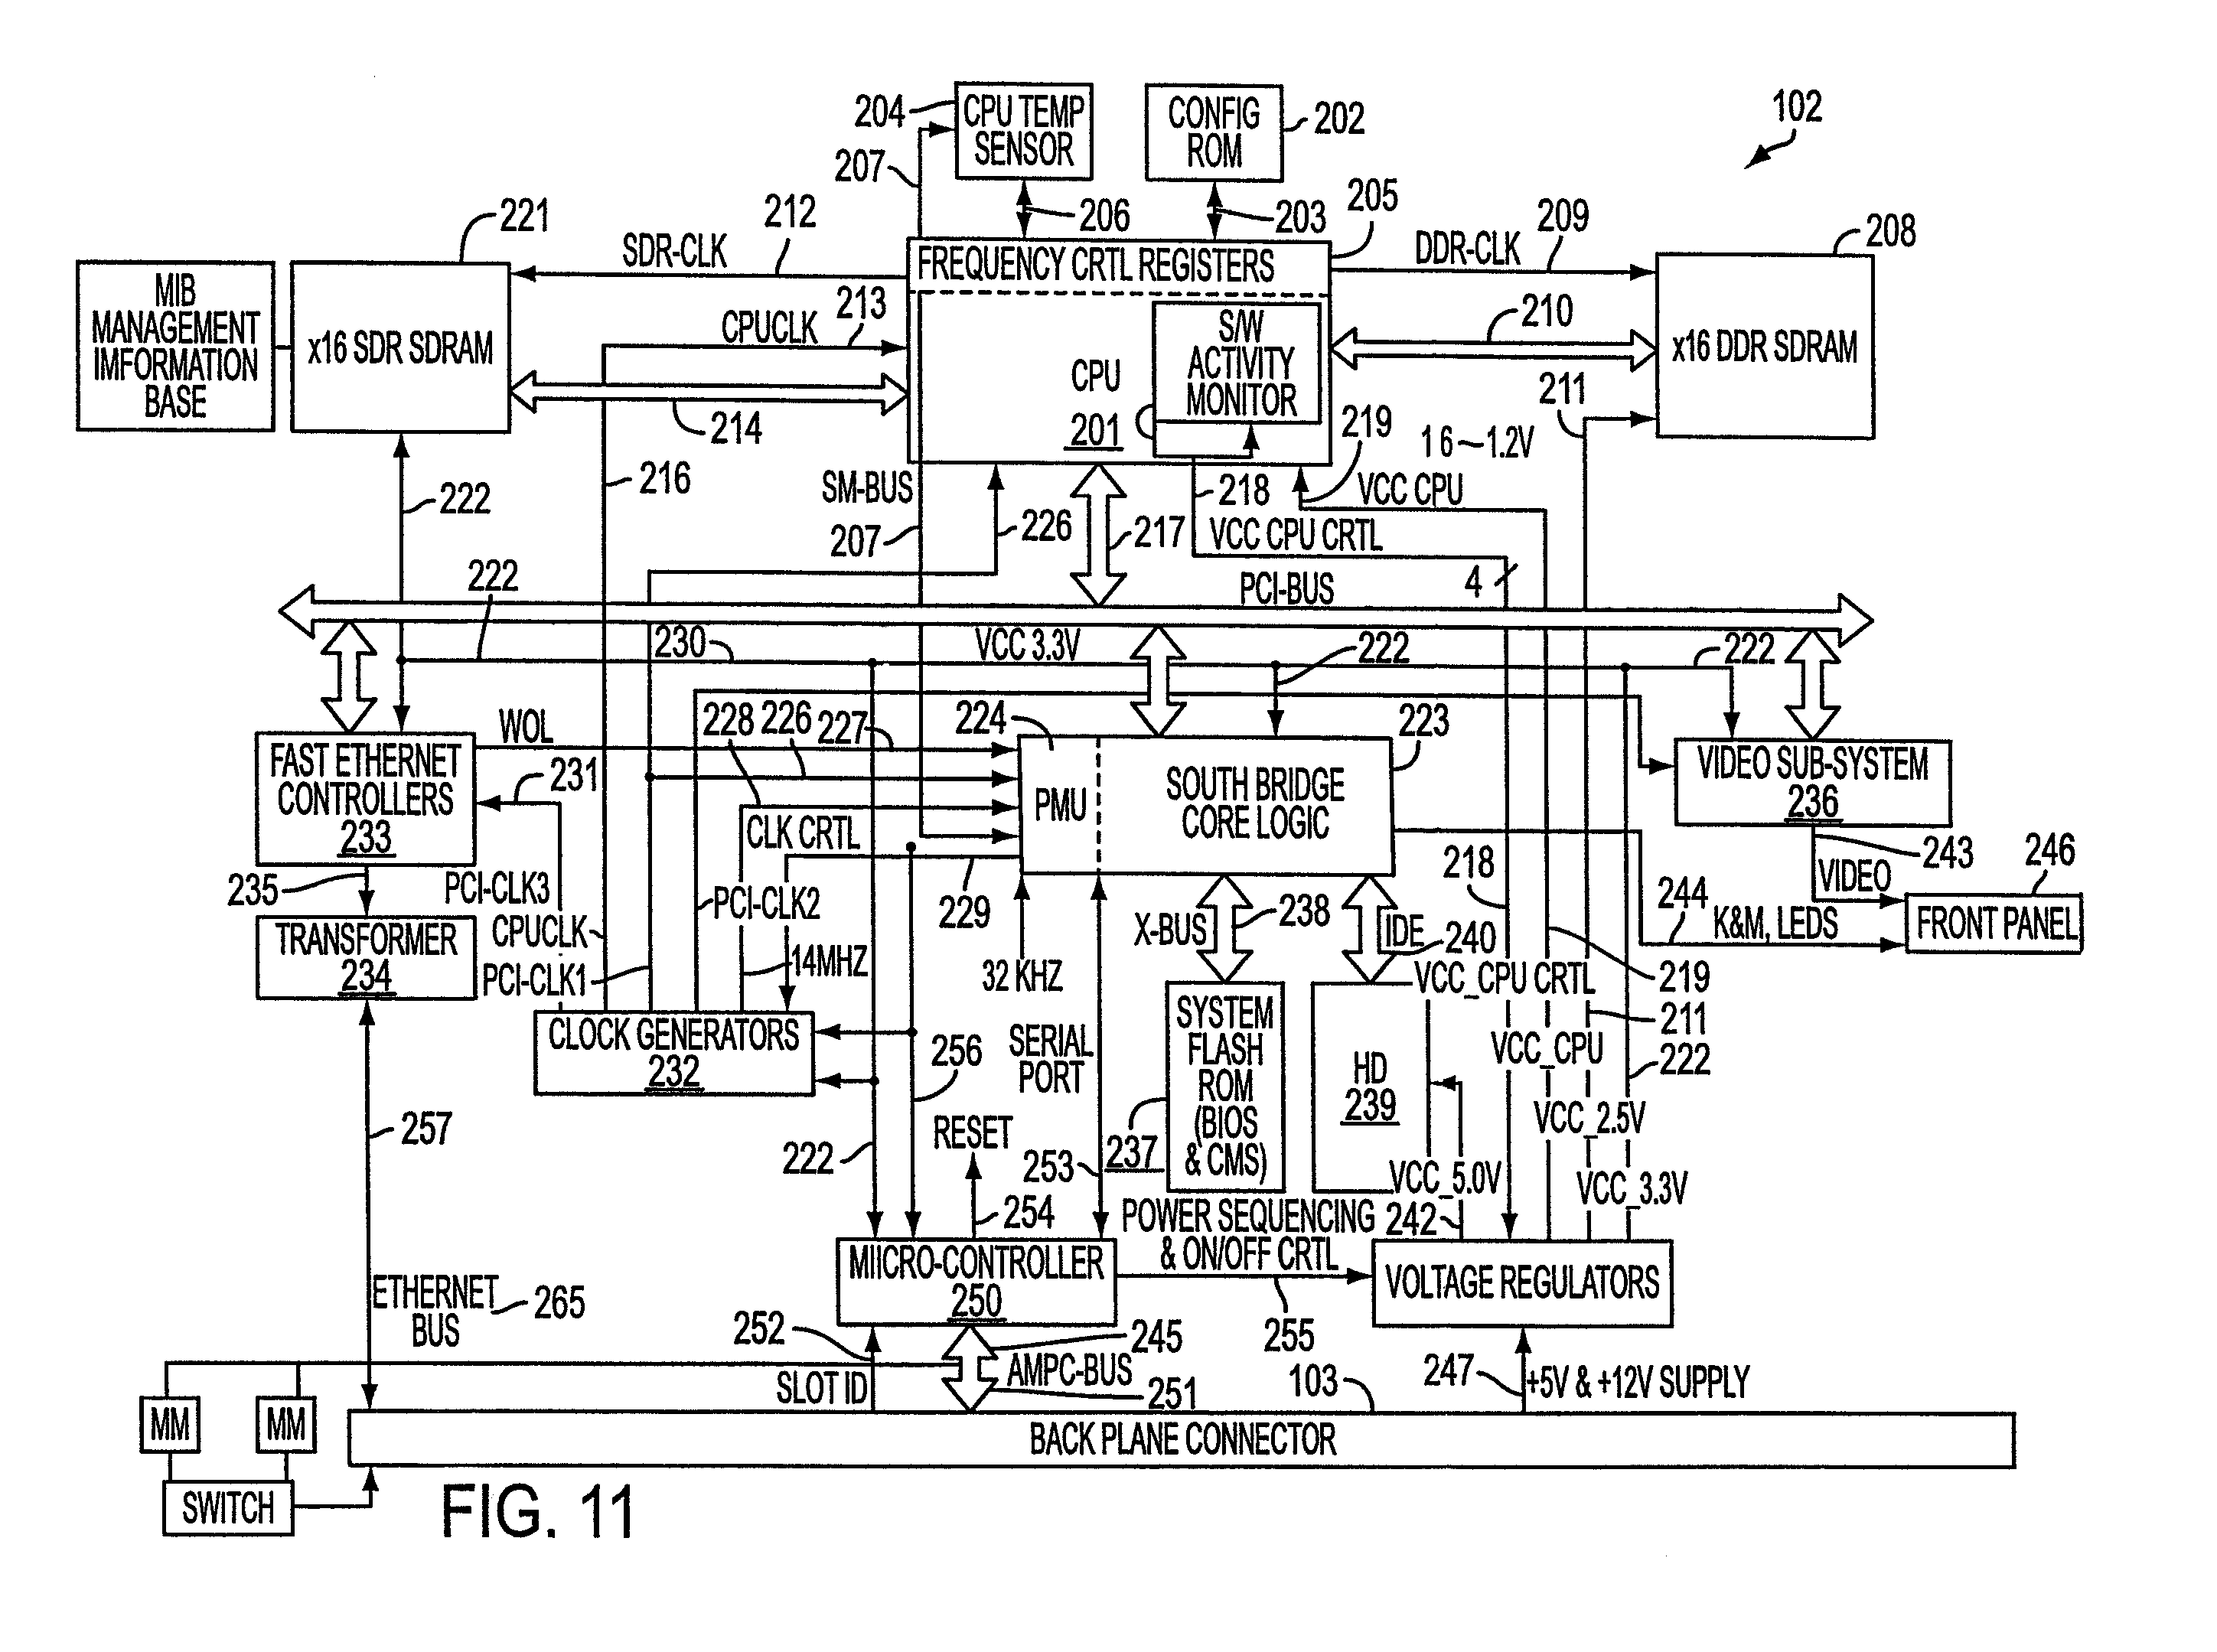 102
204
CPU TEMP
SENSOR
CONFIG
ROM
202
207
206
203
205
221
212
SDR-CLK
FREQUENCY CRTL REGISTERS
DDR-CLK
209
208
MIB
MANAGEMENT
IMFORMATION
BASE
x16 SDR SDRAM
CPUCLK
213
214
CPU
201
S/W
ACTIVITY
MONITOR
210
x16 DDR SDRAM
211
216
222
SM-BUS
207
226
217
218
219
16~1.2V
VCC CPU
VCC CPU CRTL
4
PCI-BUS
222
230
VCC 3.3V
222
222
WOL
228
226
227
224
223
FAST ETHERNET
CONTROLLERS
233
231
CLK CRTL
PMU
SOUTH BRIDGE
CORE LOGIC
VIDEO SUB-SYSTEM
236
235
PCI-CLK3
PCI-CLK2
229
X-BUS
238
IDE
240
218
243
VIDEO
246
244
K&M, LEDS
FRONT PANEL
TRANSFORMER
234
CPUCLK
PCI-CLK1
14MHZ
32 KHZ
VCC_CPU CRTL
219
211
222
CLOCK GENERATORS
232
256
SERIAL
PORT
SYSTEM
FLASH
ROM
(BIOS
& CMS)
237
HD
239
VCC_CPU
VCC_2.5V
VCC_3.3V
257
222
RESET
254
253
VCC_5.0V
242
POWER SEQUENCING
& ON/OFF CRTL
MIICRO-CONTROLLER
250
VOLTAGE REGULATORS
ETHERNET
BUS
265
252
SLOT ID
245
AMPC-BUS
251
255
103
247
+5V & +12V SUPPLY
MM
MM
BACK PLANE CONNECTOR
SWITCH
FIG. 11